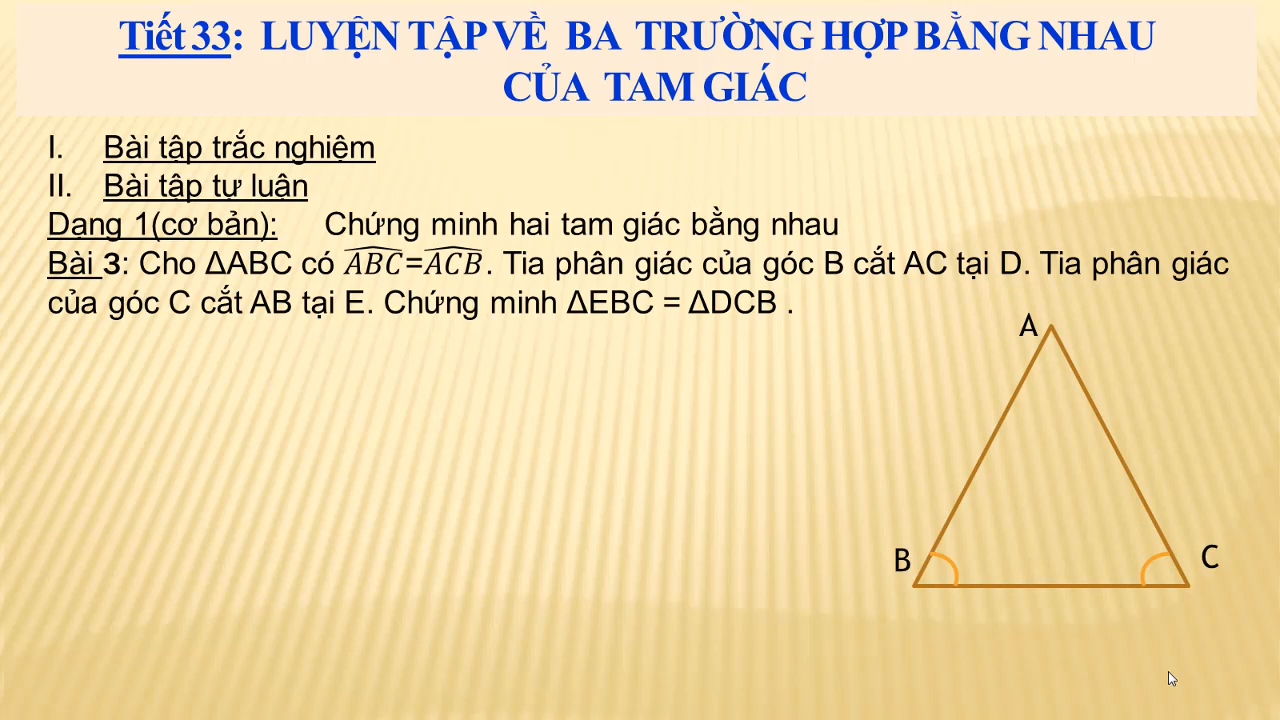 Tiết 33: LUYỆN TẬP VỀ BA TRƯỜNG HỢP BẰNG NHAU
CỦA TAM GIÁC
I. Bài tập trắc nghiệm
II. Bài tập tự luận
Dạng 1(cơ bản): Chứng minh hai tam giác bằng nhau
Bài 3: Cho ΔABC có \widehat{ABC}=\widehat{ACB}. Tia phân giác của góc B cắt AC tại D. Tia phân giác
của góc C cắt AB tại E. Chứng minh ΔEBC = ΔDCB .
A
B
C